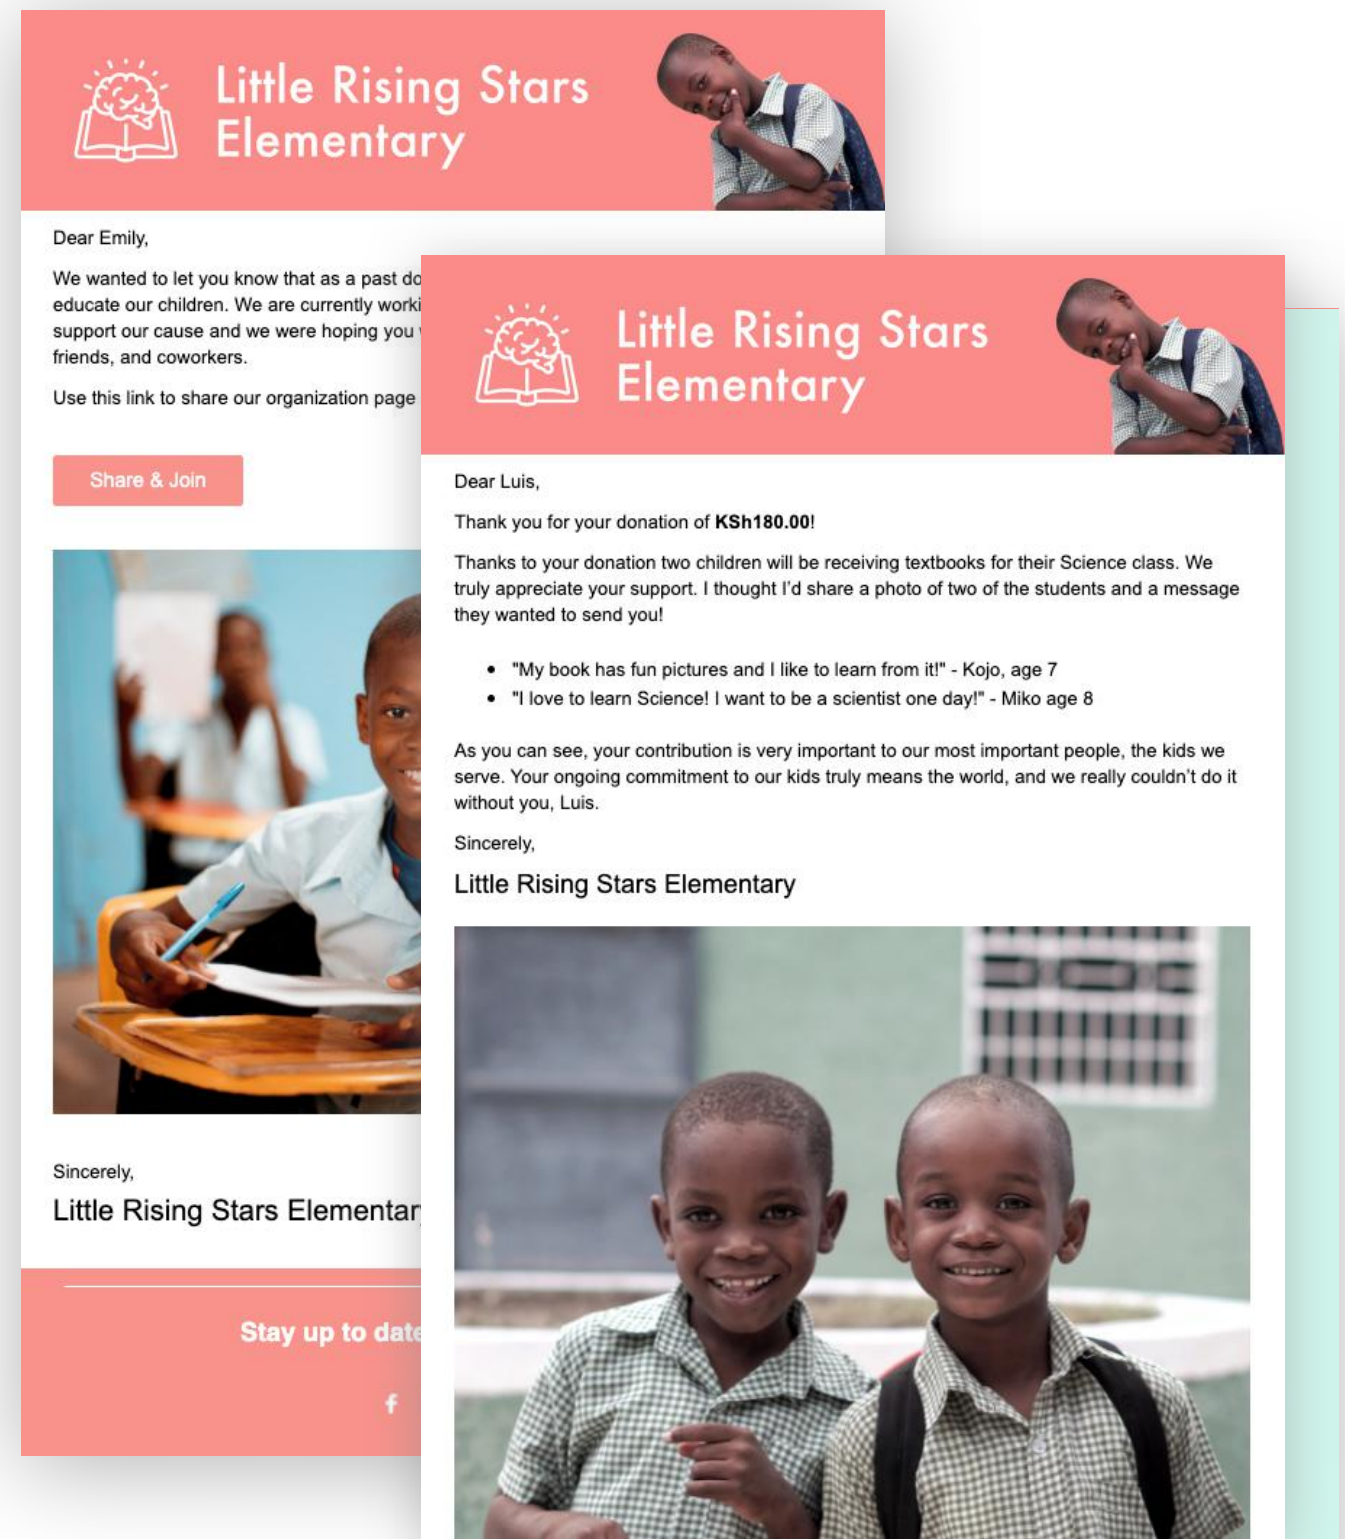 Little Rising Stars
Elementary
Dear Emily,
We wanted to let you know that as a past
educate our children. We are currently
support our cause and we were hoping you
friends, and coworkers.
Use this link to share our organization page
Share & Join
Sincerely,
Little Rising Stars
Stay up to date
Little Rising Stars
Elementary
Dear Luis,
Thank you for your donation of KSh180.00!
Thanks to your donation two children will be receiving textbooks for their Science class. We
truly appreciate your support. I thought I'd share a photo of two of the students and a message
they wanted to send you!
• "My book has fun pictures and I like to learn from it!" - Kojo, age 7
• "I love to learn Science! I want to be a scientist one day!" - Miko age 8
As you can see, your contribution is very important to our most important people, the kids we
serve. Your ongoing commitment to our kids truly means the world, and we really couldn't do it
without you, Luis.
Sincerely,
Little Rising Stars Elementary